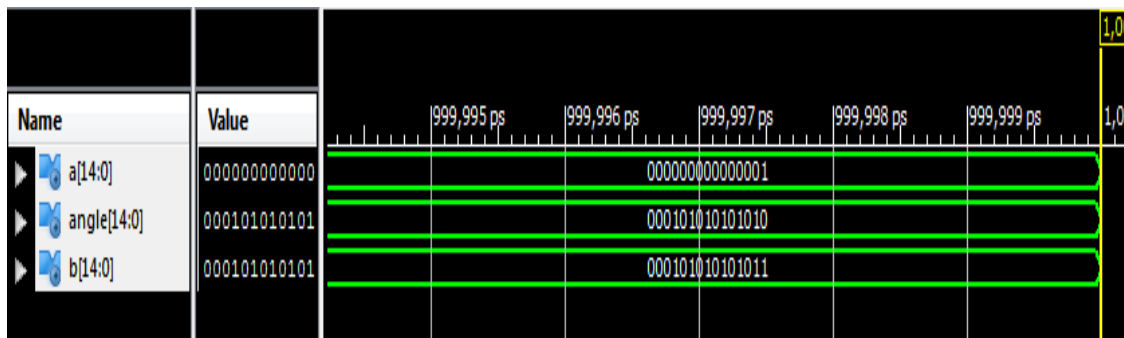 1,0
Name Value 999,995 ps 999,996 ps 999,997 ps 999,998 ps 999,999 ps 1,0
a[14:0] 000000000000 000000000000001
angle[14:0] 000101010101 000101010101010
b[14:0] 000101010101 000101010101011